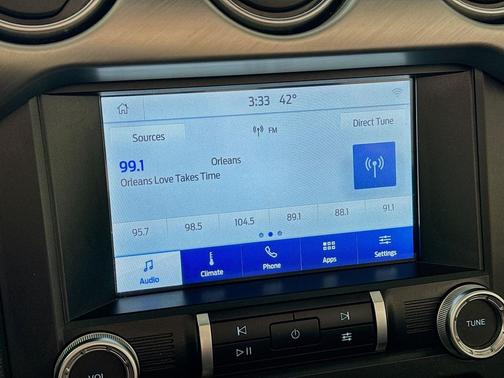 3:33 42°
Sources
FM
Direct Tune
99.1
Orleans
Orleans Love Takes Time
95.7 98.5 104.5 89.1 88.1 91.1
Audio Climate Phone Apps Settings
VOL
TUNE